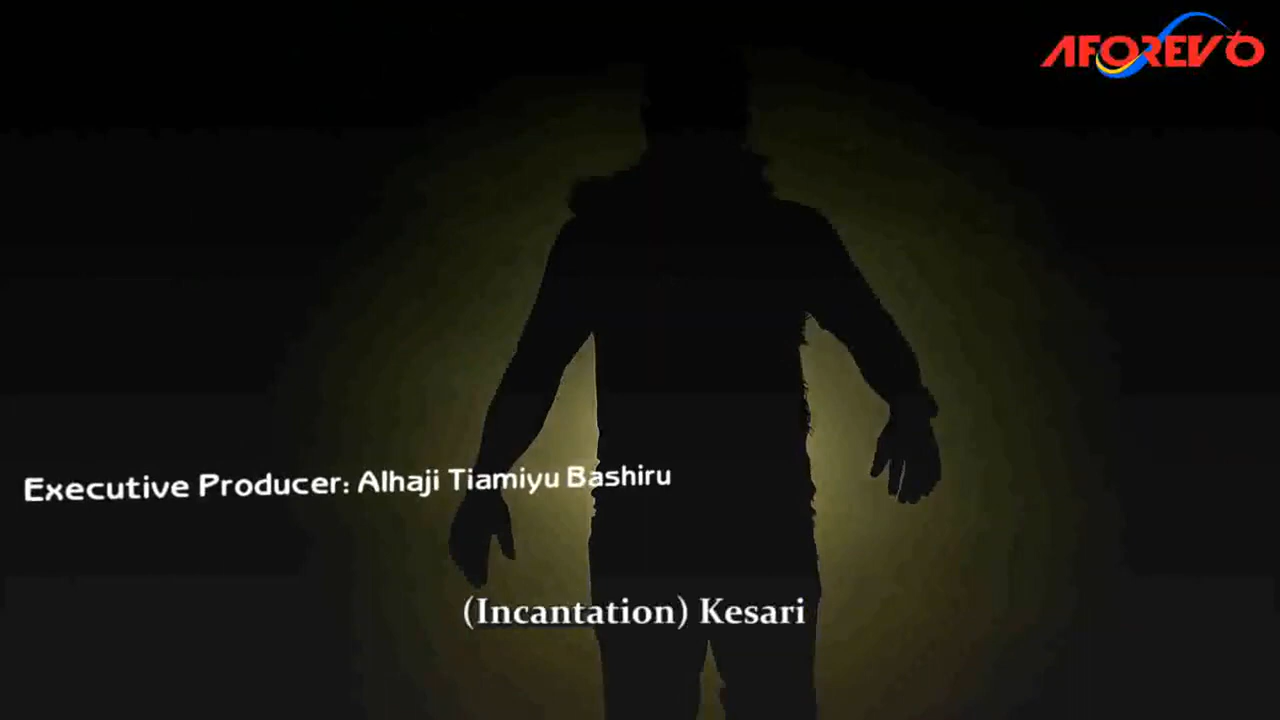 AFOREVO
Executive Producer: Alhaji Tiamiyu Bashiru
(Incantation) Kesari